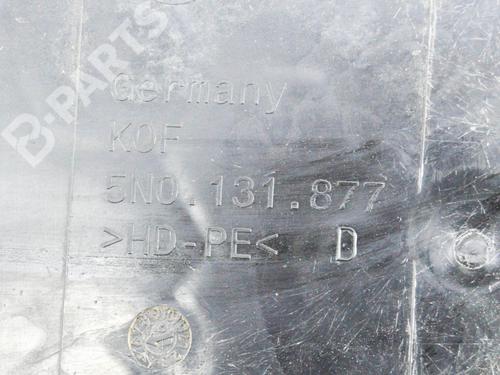 B-PARTS
Germany
KOF
5N0.131.877
>HD-PE< D